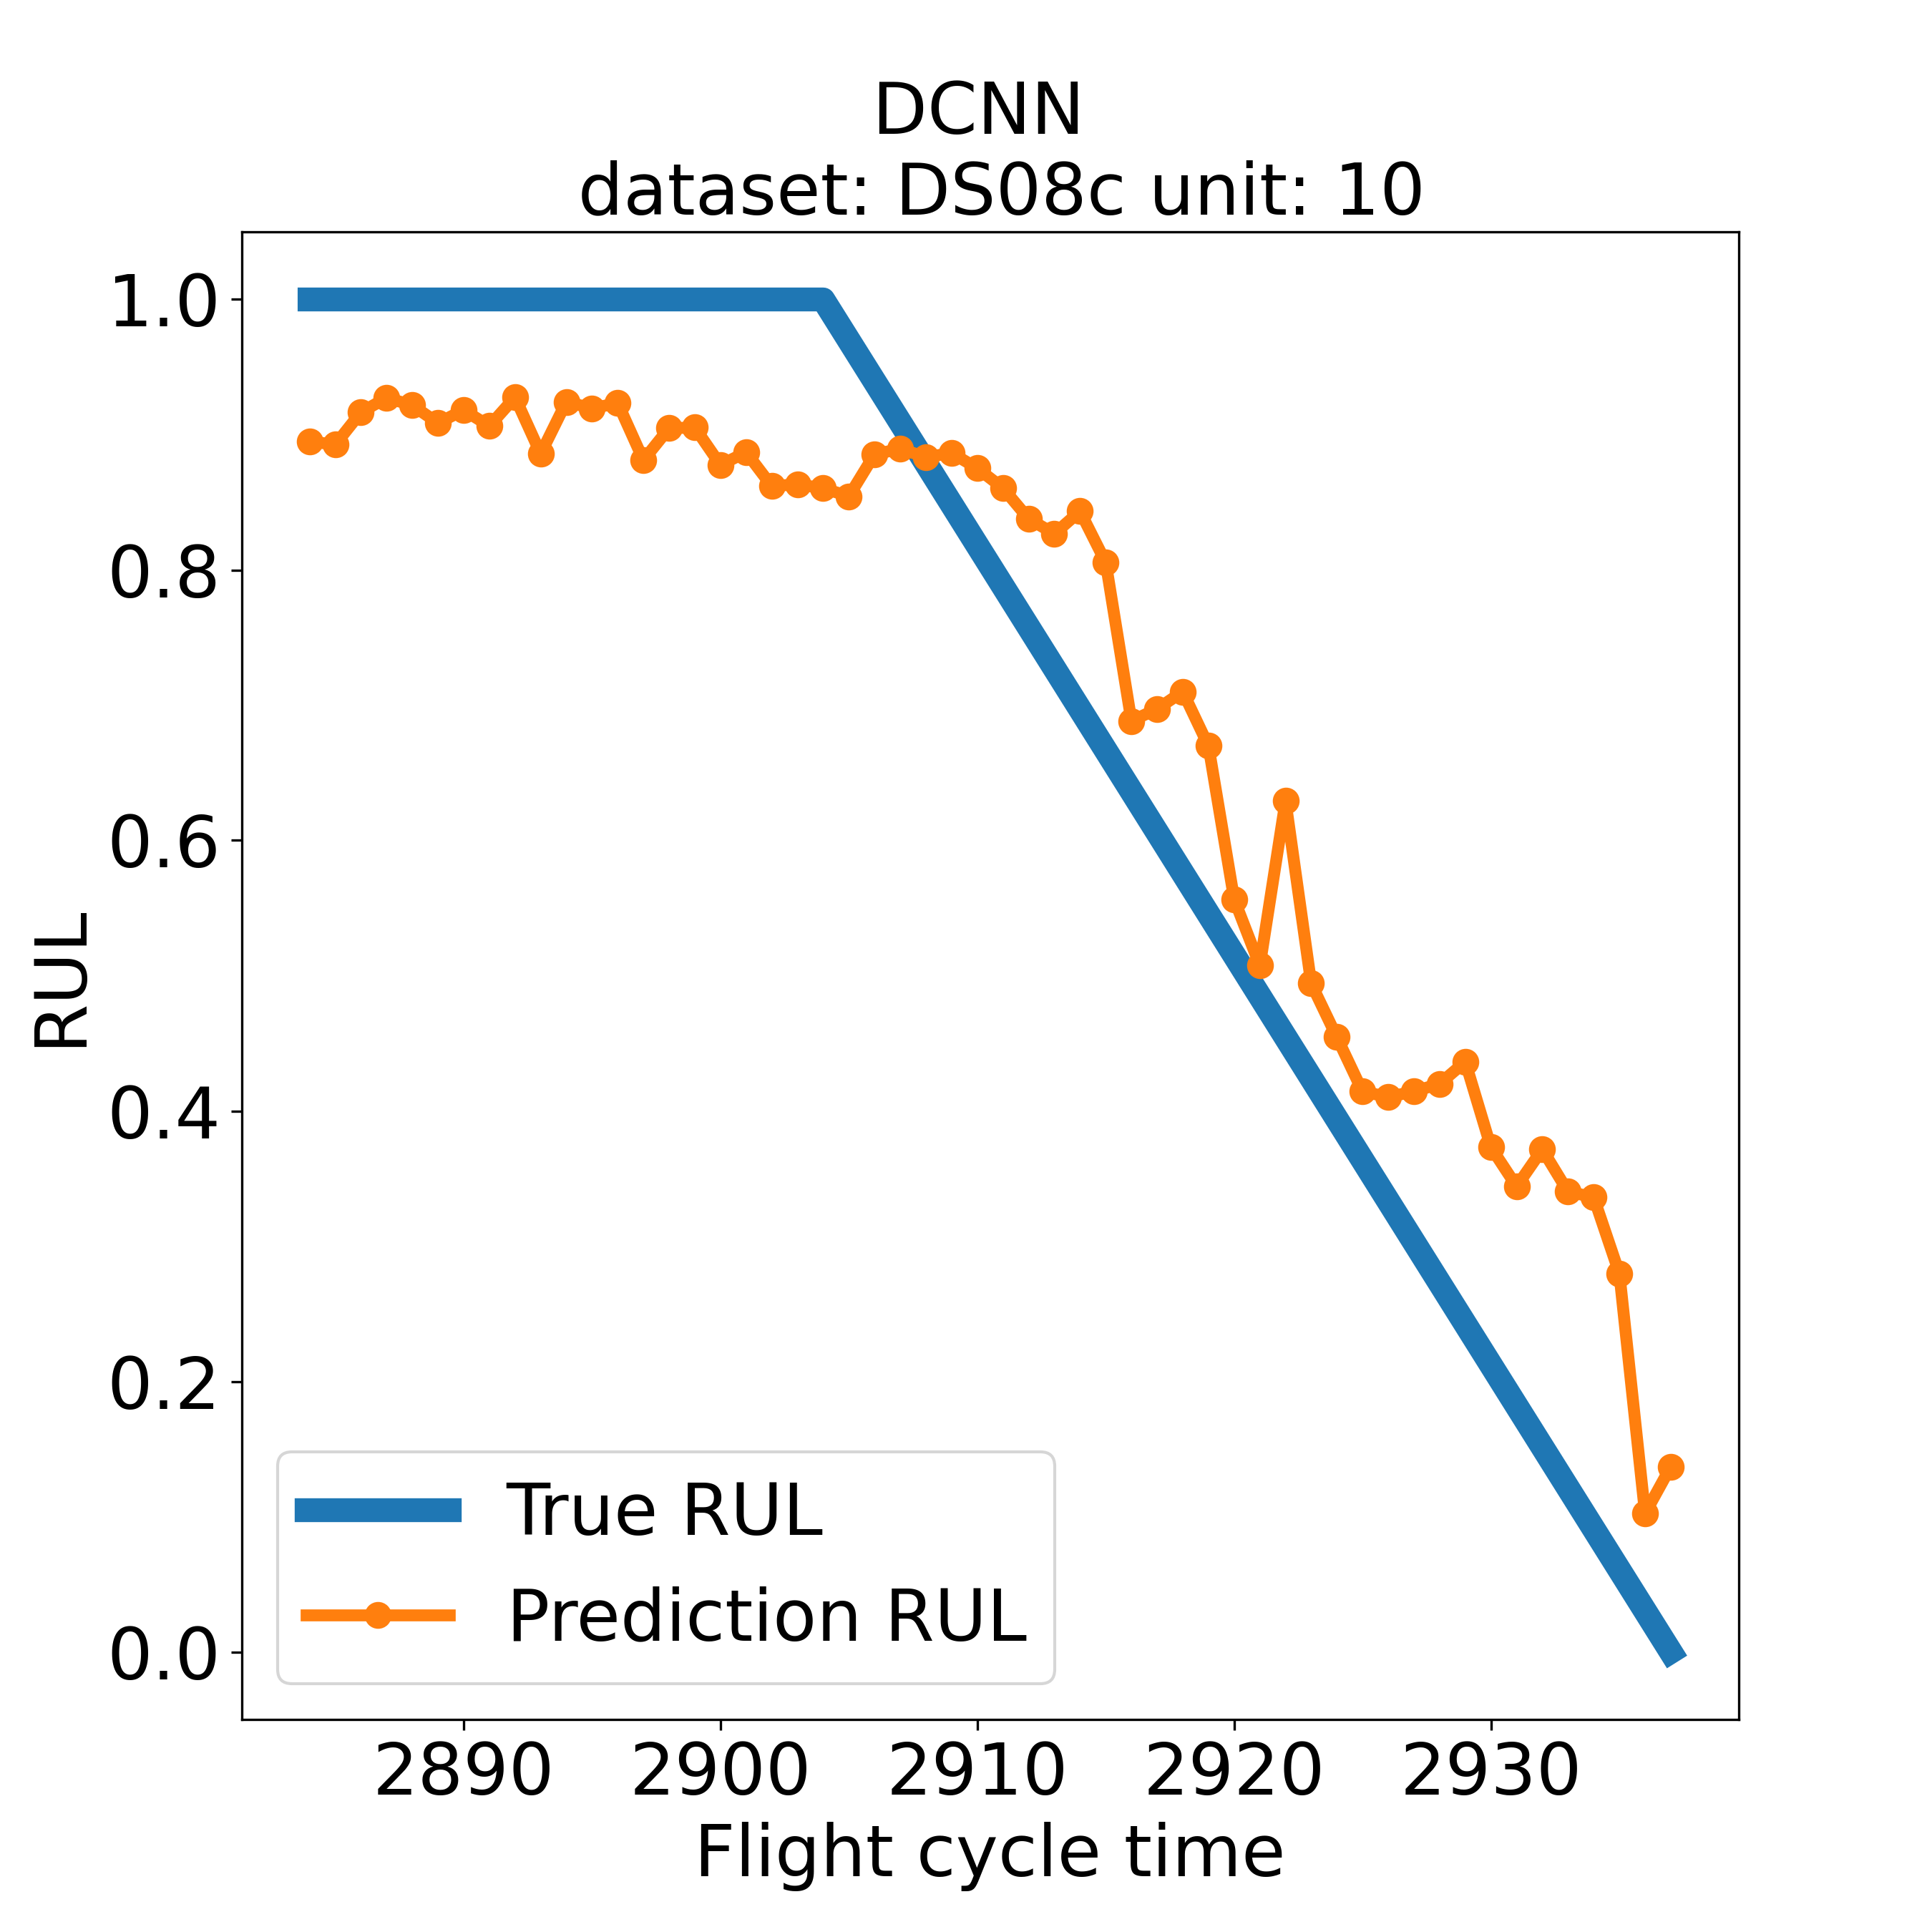 DCNN
dataset: DS08c unit: 10
1.0
0.8
0.6
0.4
0.2
0.0
RUL
True RUL
Prediction RUL
2890 2900 2910 2920 2930
Flight cycle time